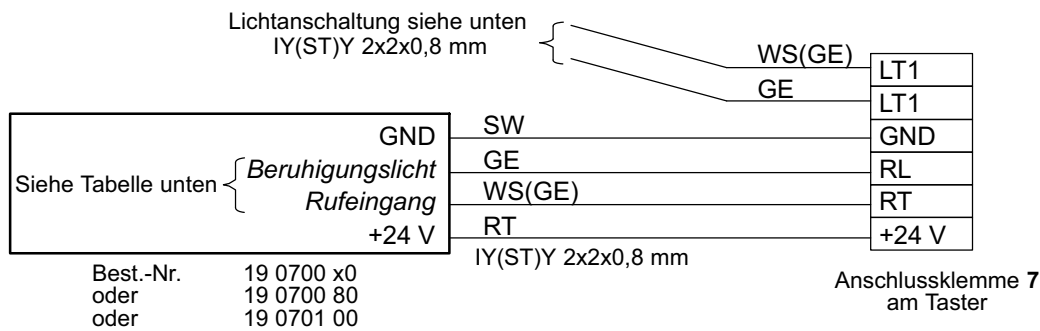 Lichtanschaltung siehe unten
IY(ST)Y 2x2x0,8 mm
WS(GE)
LT1
GE
LT1
GND
SW
GND
Siehe Tabelle unten
Beruhigungslicht
GE
RL
Rufeingang
WS(GE)
RT
+24 V
RT
+24 V
IY(ST)Y 2x2x0,8 mm
Best.-Nr. 19 0700 x0
oder 19 0700 80
oder 19 0701 00
Anschlussklemme 7
am Taster